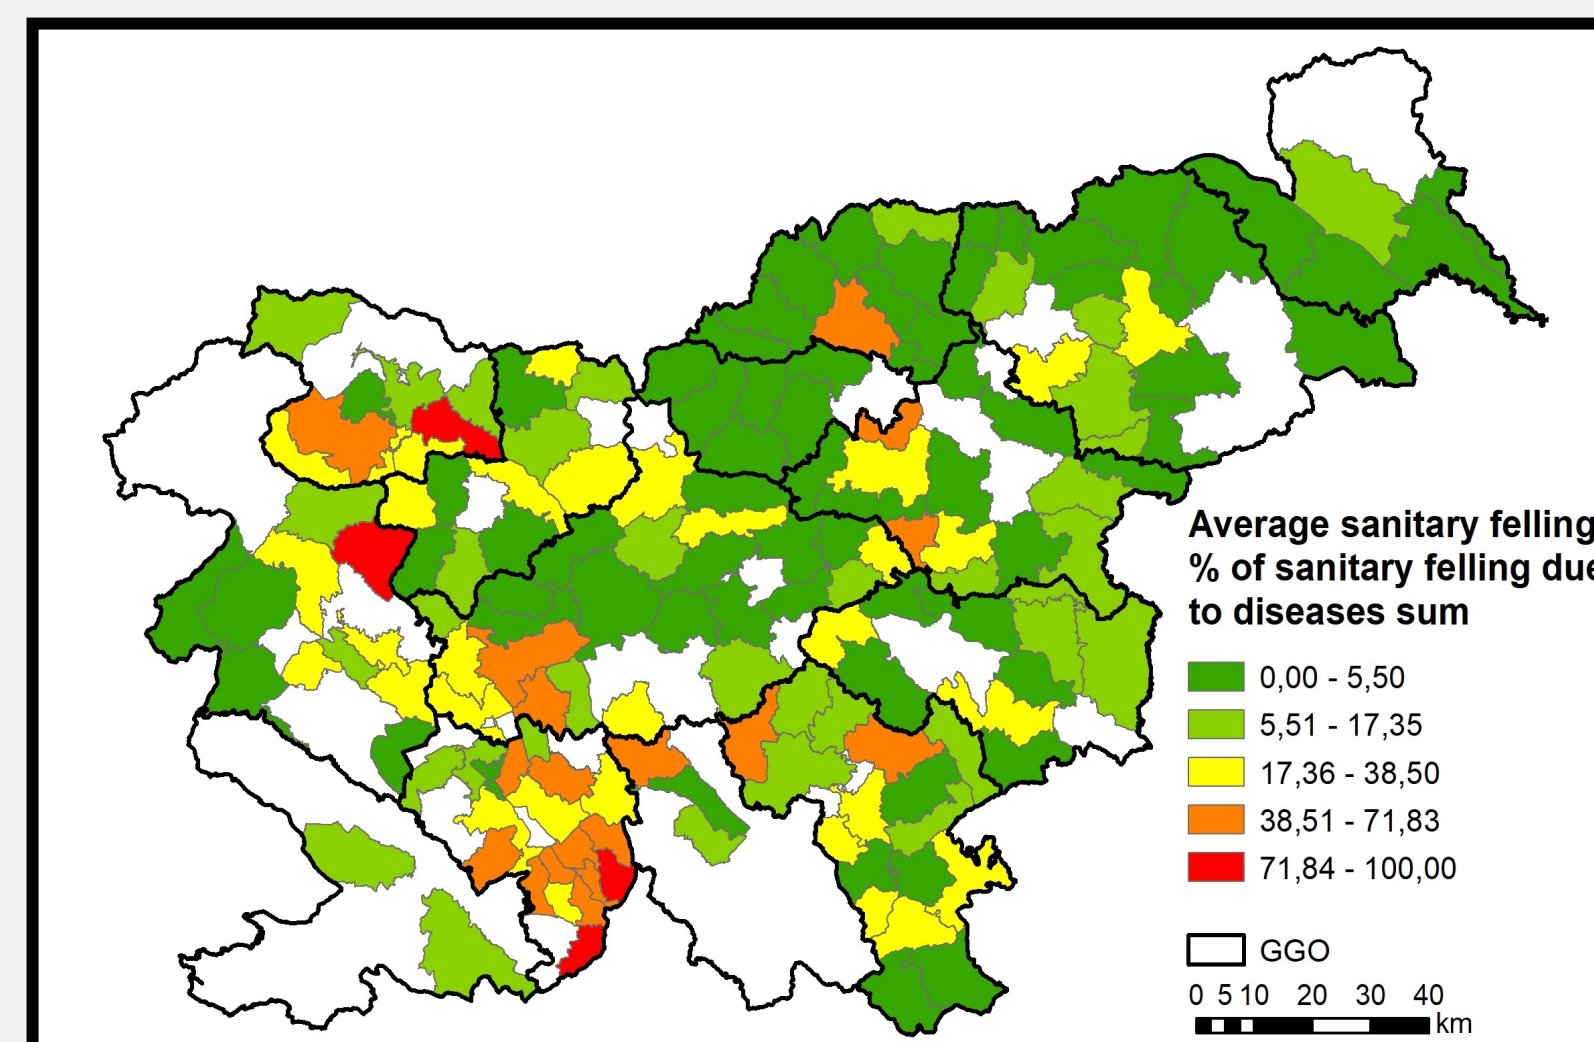 Average sanitary felling
% of sanitary felling due
to diseases sum
0,00 - 5,50
5,51 - 17,35
17,36 - 38,50
38,51 - 71,83
71,84 - 100,00
GGO
0 5 10 20 30 40
km